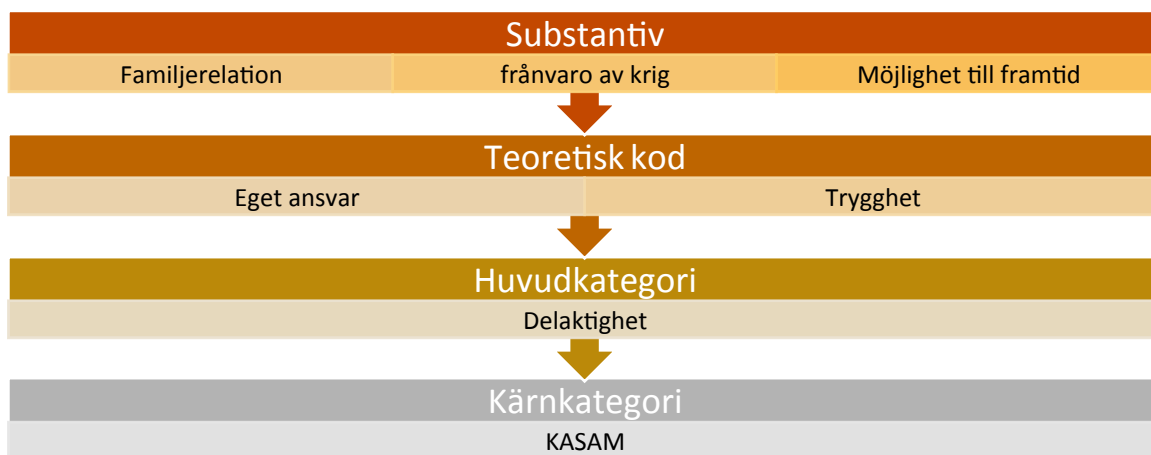 Substantiv
Familjerelation frånvaro av krig Möjlighet till framtid
Teoretisk kod
Eget ansvar Trygghet
Huvudkategori
Delaktighet
Kärnkategori
KASAM